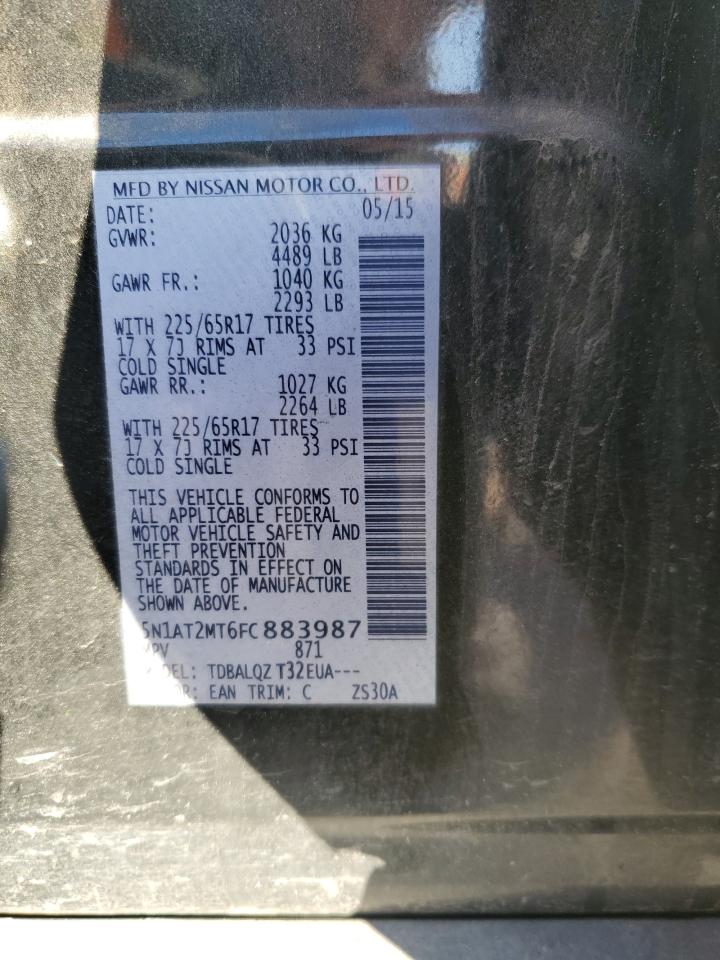 MFD BY NISSAN MOTOR CO., LTD.
DATE: 05/15
GVWR: 2036 KG
4489 LB
GAWR FR.: 1040 KG
2293 LB
WITH 225/65R17 TIRES
17 X 7J RIMS AT 33 PSI
COLD SINGLE
GAWR RR.: 1027 KG
2264 LB
WITH 225/65R17 TIRES
17 X 7J RIMS AT 33 PSI
COLD SINGLE
THIS VEHICLE CONFORMS TO
ALL APPLICABLE FEDERAL
MOTOR VEHICLE SAFETY AND
THEFT PREVENTION
STANDARDS IN EFFECT ON
THE DATE OF MANUFACTURE
SHOWN ABOVE.
5N1AT2MT6FC883987
MPV 871
TDBALQZ T32EUA---
EAN TRIM: C ZS30A